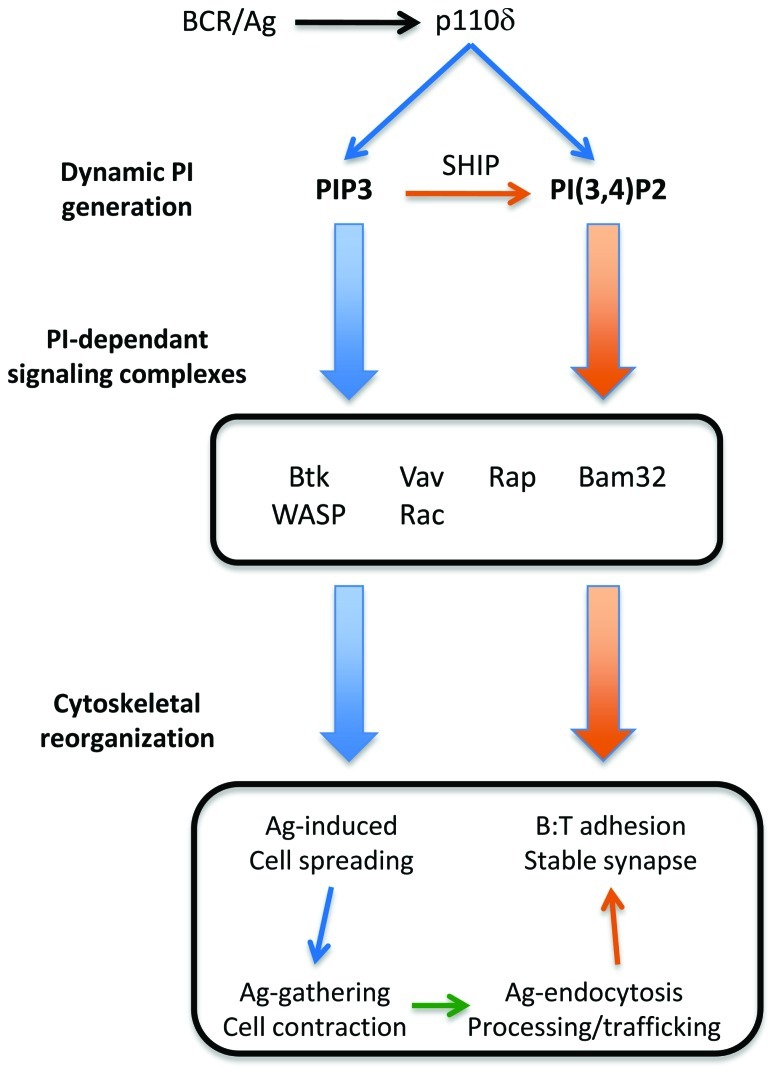 BCR/Ag p110δ
SHIP
Dynamic PI
generation
PIP3 PI(3,4)P2
PI-dependant
signaling complexes
Btk Vav Rap Bam32
WASP Rac
Cytoskeletal
reorganization
Ag-induced B:T adhesion
Cell spreading Stable synapse
Ag-gathering Ag-endocytosis
Cell contraction Processing/trafficking